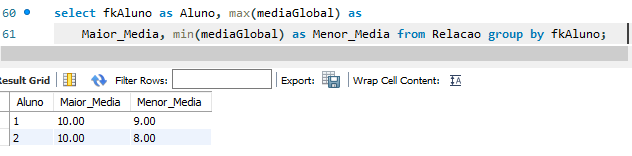 60 select fkAluno as Aluno, max(mediaGlobal) as
61 Maior_Media, min(mediaGlobal) as Menor_Media from Relacao group by fkAluno;
Result Grid Filter Rows: Export: Wrap Cell Content:
Aluno Maior_Media Menor_Media
1 10.00 9.00
2 10.00 8.00